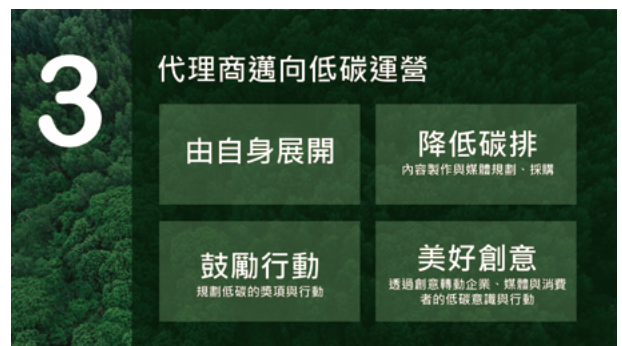 3
代理商邁向低碳運營
由自身展開
降低碳排
內容製作與媒體規劃、採購
鼓勵行動
規劃低碳的獎項與行動
美好創意
透過創意轉動企業、媒體與消費
者的低碳意識與行動